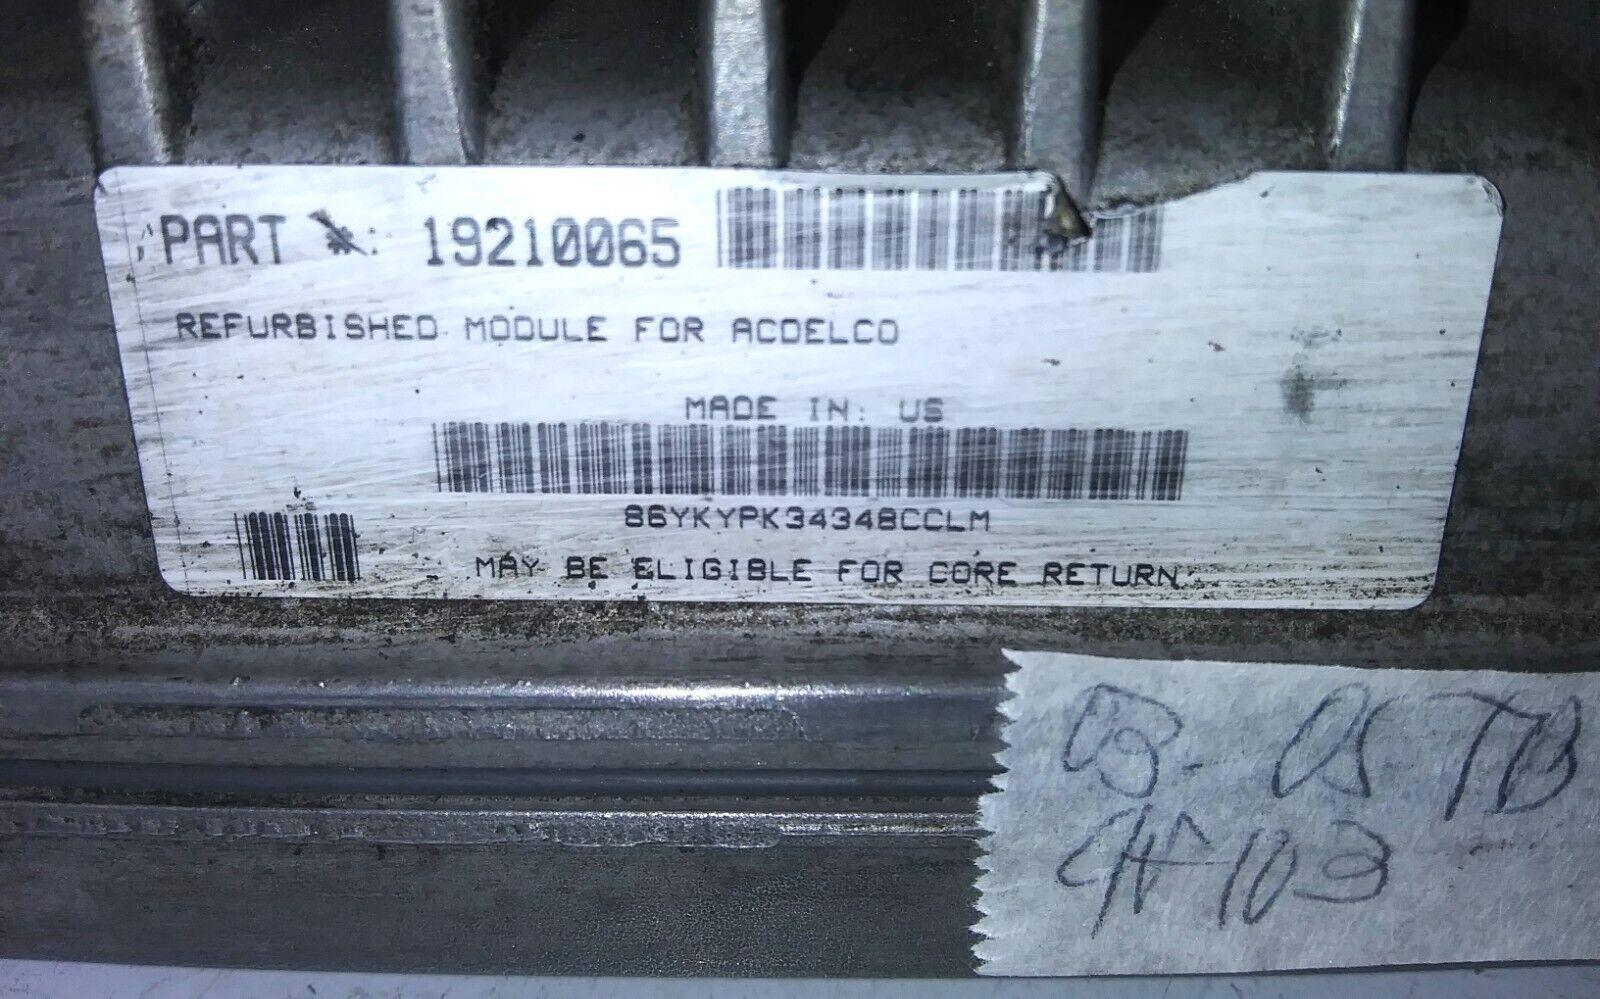 PART #: 19210065
REFURBISHED MODULE FOR ACDELCO
MADE IN: US
86YKYPK34348CCLM
MAY BE ELIGIBLE FOR CORE RETURN
03-05 TB
103